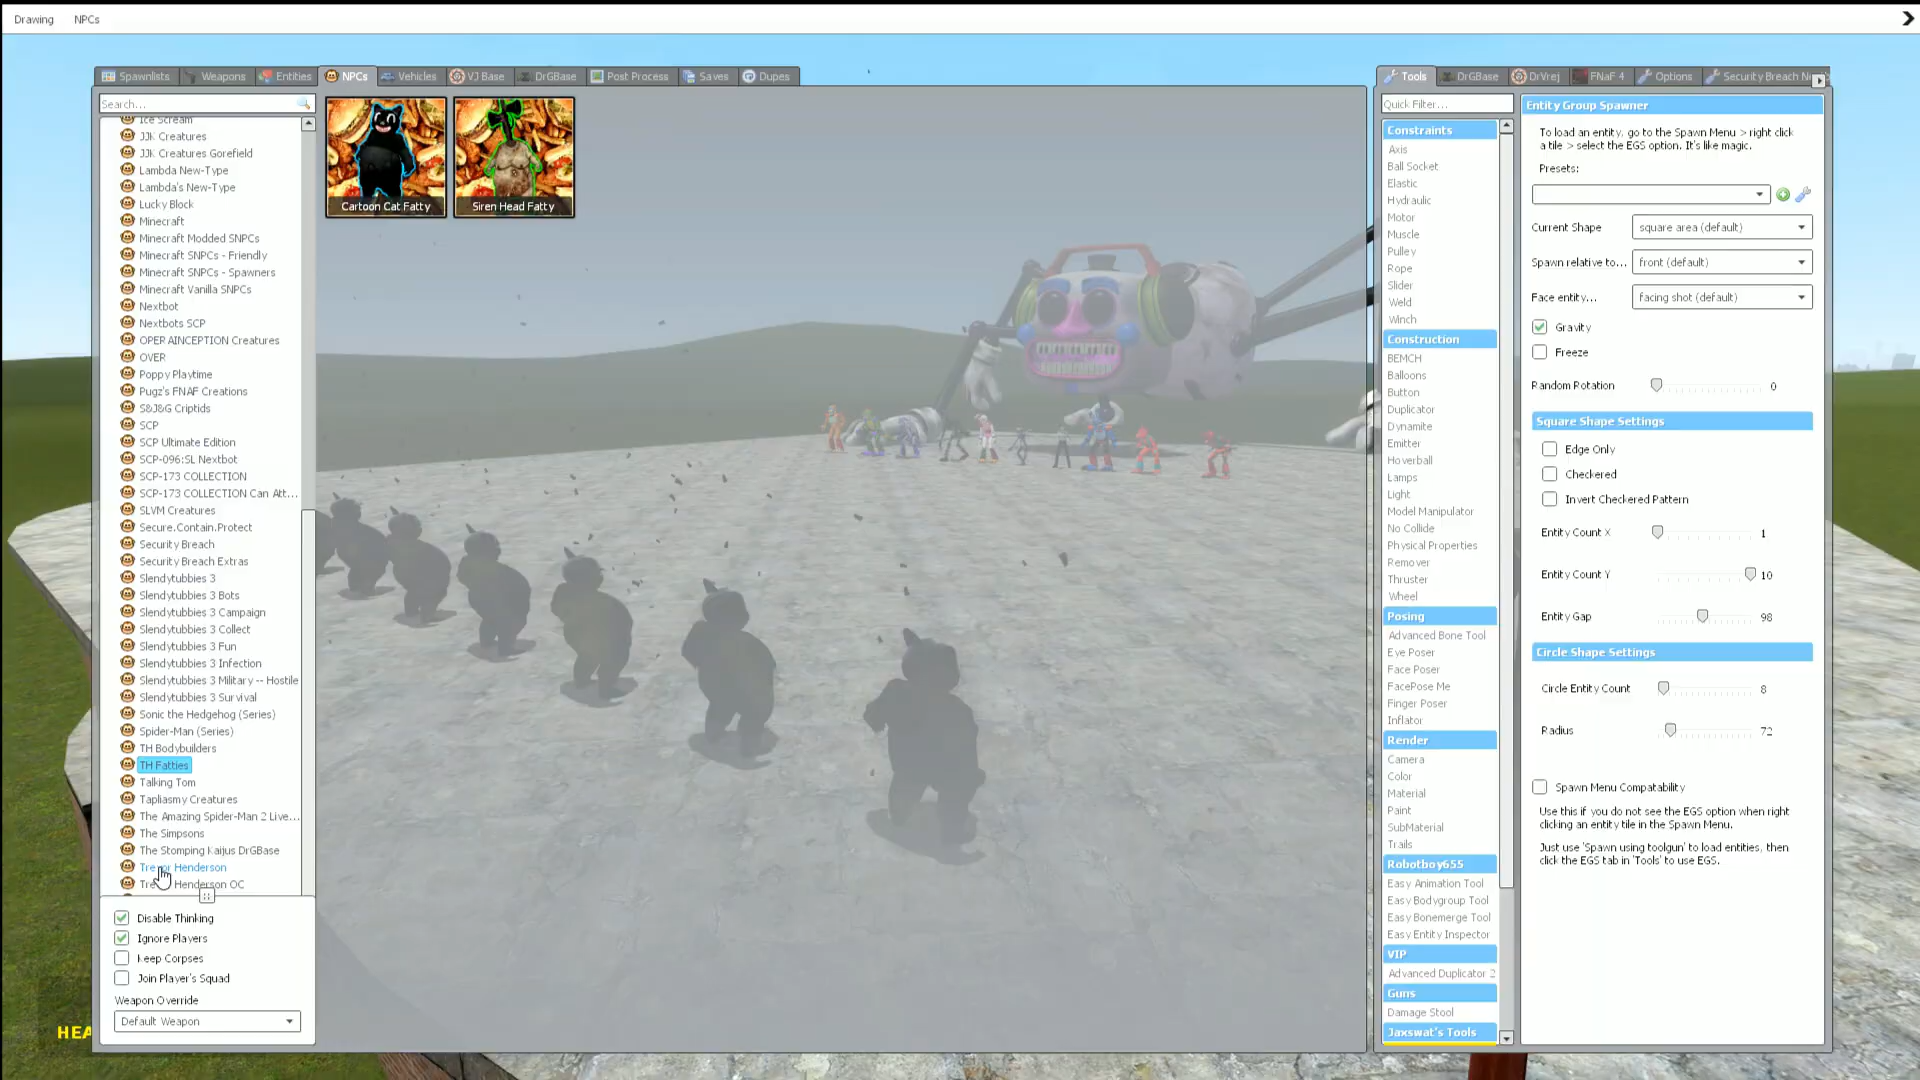 Drawing NPCs
Spawnlists Weapons Entities NPCs Vehicles VJ Base DrGBase Post Process Saves Dupes
Search...
Ice Scream
JJK Creatures
JJK Creatures Gorefield
Lambda New-Type
Lambda's New-Type
Lucky Block
Minecraft
Minecraft Modded SNPCs
Minecraft SNPCs - Friendly
Minecraft SNPCs - Spawners
Minecraft Vanilla SNPCs
Nextbot
Nextbots SCP
OPER AINCEPTION Creatures
OVER
Poppy Playtime
Pugz's FNAF Creations
S&J&G Criptids
SCP
SCP Ultimate Edition
SCP-096:SL Nextbot
SCP-173 COLLECTION
SCP-173 COLLECTION Can Att...
SLVM Creatures
Secure.Contain.Protect
Security Breach
Security Breach Extras
Slendytubbies 3
Slendytubbies 3 Bots
Slendytubbies 3 Campaign
Slendytubbies 3 Collect
Slendytubbies 3 Fun
Slendytubbies 3 Infection
Slendytubbies 3 Military -- Hostile
Slendytubbies 3 Survival
Sonic the Hedgehog (Series)
Spider-Man (Series)
TH Bodybuilders
TH Fatties
Talking Tom
Tapliasmy Creatures
The Amazing Spider-Man 2 Live...
The Simpsons
The Stomping Kaijus DrGBase
Trevor Henderson
Henderson OC
Disable Thinking
Ignore Players
Keep Corpses
Join Player's Squad
Weapon Override
Default Weapon
HEA
Cartoon Cat Fatty Siren Head Fatty
Tools DrGBase DrVrej FNaF 4 Options Security Breach
Quick Filter...
Constraints
Axis
Ball Socket
Elastic
Hydraulic
Motor
Muscle
Pulley
Rope
Slider
Weld
Winch
Construction
BEMCH
Balloons
Button
Duplicator
Dynamite
Emitter
Hoverball
Lamps
Light
Model Manipulator
No Collide
Physical Properties
Remover
Thruster
Wheel
Posing
Advanced Bone Tool
Eye Poser
Face Poser
FacePose Me
Finger Poser
Inflator
Render
Camera
Color
Material
Paint
SubMaterial
Trails
Robotboy655
Easy Animation Tool
Easy Bodygroup Tool
Easy Bonemerge Tool
Easy Entity Inspector
VIP
Advanced Duplicator 2
Guns
Damage Stool
Jaxswat's Tools
Entity Group Spawner
To load an entity, go to the Spawn Menu > right click
a tile > select the EGS option. It's like magic.
Presets:
Current Shape square area (default)
Spawn relative to... front (default)
Face entity... facing shot (default)
Gravity
Freeze
Random Rotation 0
Square Shape Settings
Edge Only
Checkered
Invert Checkered Pattern
Entity Count X 1
Entity Count Y 10
Entity Gap 98
Circle Shape Settings
Circle Entity Count 8
Radius 72
Spawn Menu Compatability
Use this if you do not see the EGS option when right
clicking an entity tile in the Spawn Menu.
Just use 'Spawn using toolgun' to load entities, then
click the EGS tab in 'Tools' to use EGS.